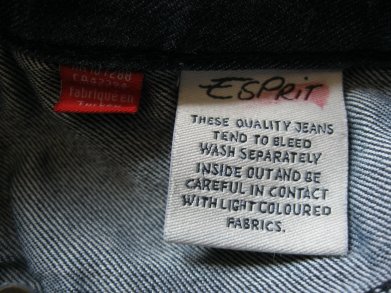 Fabriqué en
ESPRIT
THESE QUALITY JEANS
TEND TO BLEED
WASH SEPARATELY
INSIDE OUT AND BE
CAREFUL IN CONTACT
WITH LIGHT COLOURED
FABRICS.